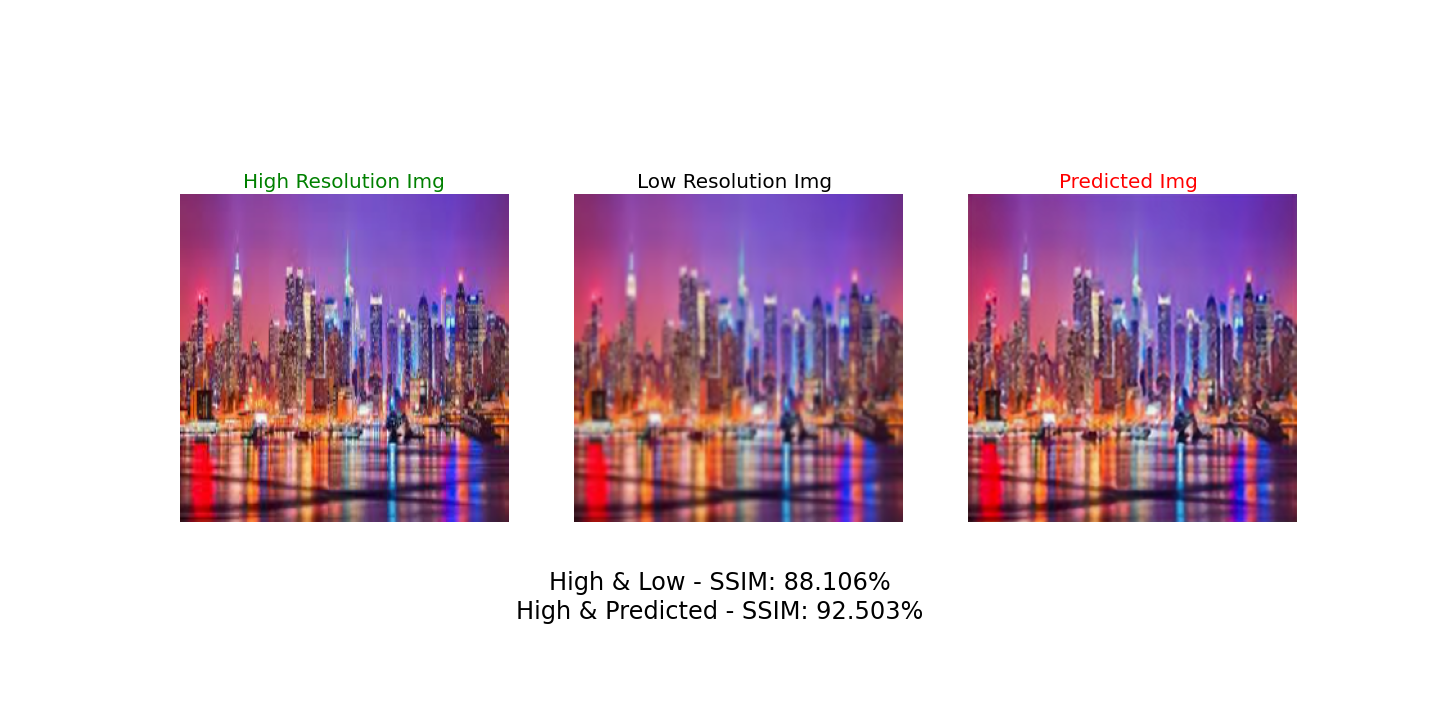 High Resolution Img
Low Resolution Img
Predicted Img
High & Low - SSIM: 88.106%
High & Predicted - SSIM: 92.503%